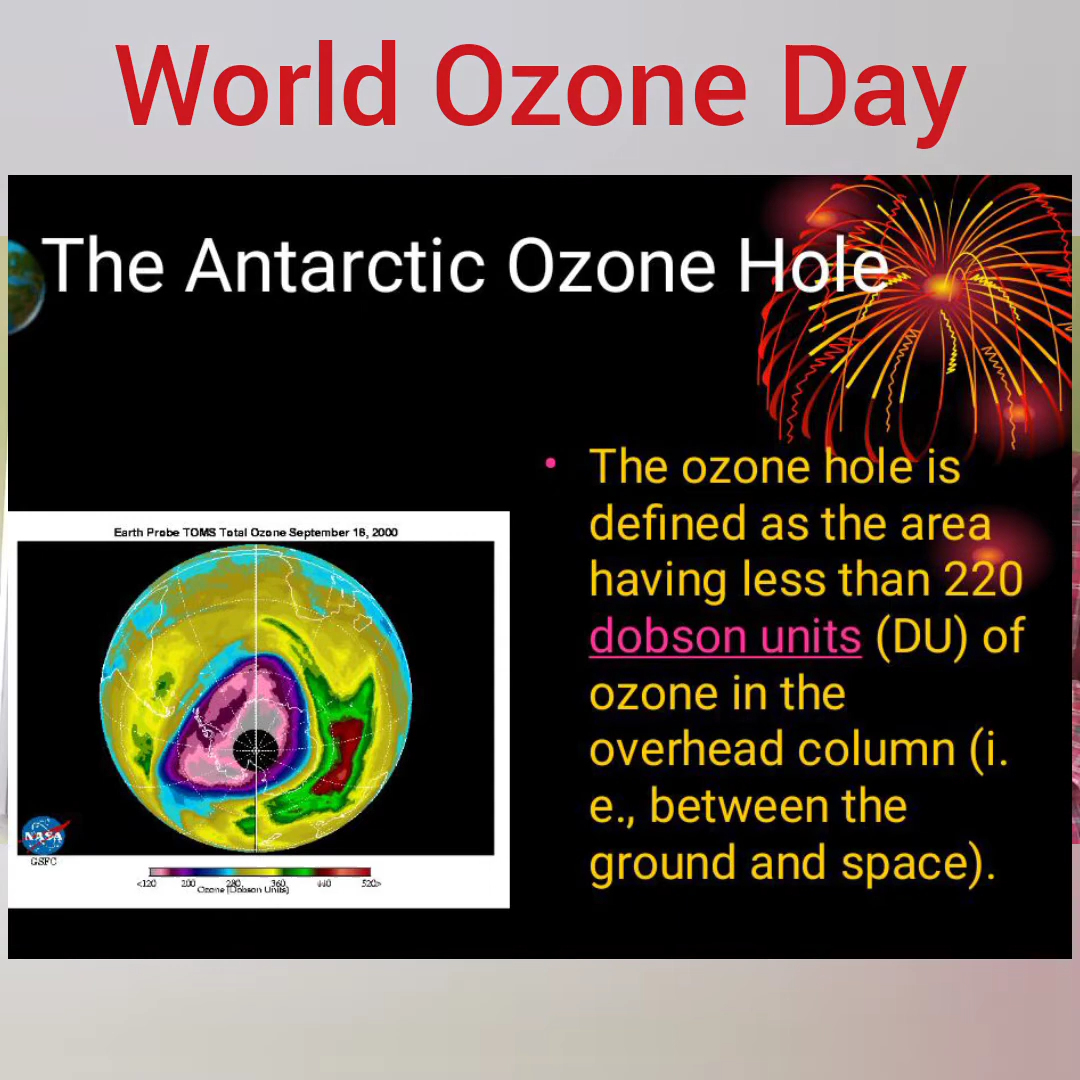 World Ozone Day
The Antarctic Ozone Hole
• The ozone hole is
defined as the area
having less than 220
dobson units (DU) of
ozone in the
overhead column (i.
e., between the
ground and space).
Earth Probe TOMS Total Ozone September 16, 2000
NASA
GSFC
<120 200 280 360 440 520>
Ozone (Dobson Units)